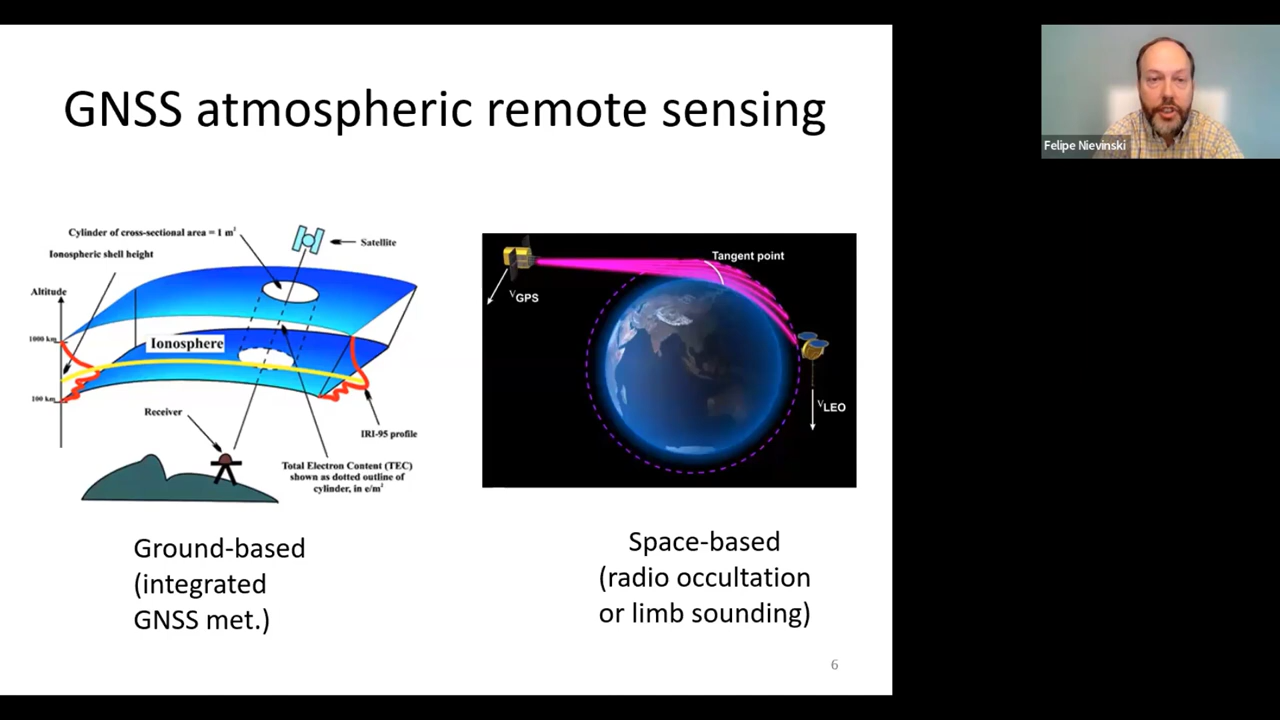 GNSS atmospheric remote sensing
Felipe Nievinski
Cylinder of cross-sectional area = 1 m²
Satellite
Ionospheric shell height
Altitude
1000 km
Ionosphere
100 km
Receiver
IRI-95 profile
Total Electron Content (TEC)
shown as dotted outline of
cylinder, in e/m²
Tangent point
VGPS
VLEO
Ground-based
(integrated
GNSS met.)
Space-based
(radio occultation
or limb sounding)
6